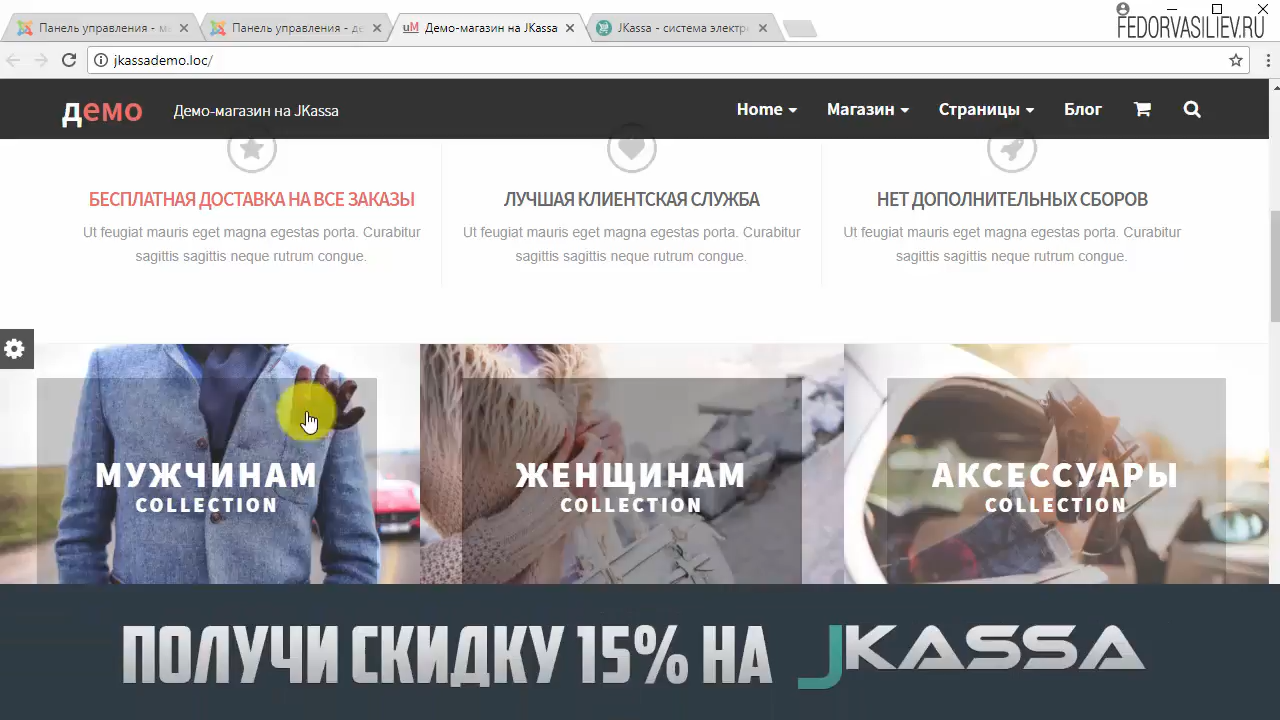 Панель управления - м
Панель управления - де
uM Демо-магазин на JKassa
JKassa - система электр
FEDORVASILIEV.RU
jkassademo.loc/
демо
Демо-магазин на JKassa
Home
Магазин
Страницы
Блог
БЕСПЛАТНАЯ ДОСТАВКА НА ВСЕ ЗАКАЗЫ
Ut feugiat mauris eget magna egestas porta. Curabitur
sagittis sagittis neque rutrum congue.
ЛУЧШАЯ КЛИЕНТСКАЯ СЛУЖБА
Ut feugiat mauris eget magna egestas porta. Curabitur
sagittis sagittis neque rutrum congue.
НЕТ ДОПОЛНИТЕЛЬНЫХ СБОРОВ
Ut feugiat mauris eget magna egestas porta. Curabitur
sagittis sagittis neque rutrum congue.
МУЖЧИНАМ
COLLECTION
ЖЕНЩИНАМ
COLLECTION
АКСЕССУАРЫ
COLLECTION
ПОЛУЧИ СКИДКУ 15% НА JKASSA